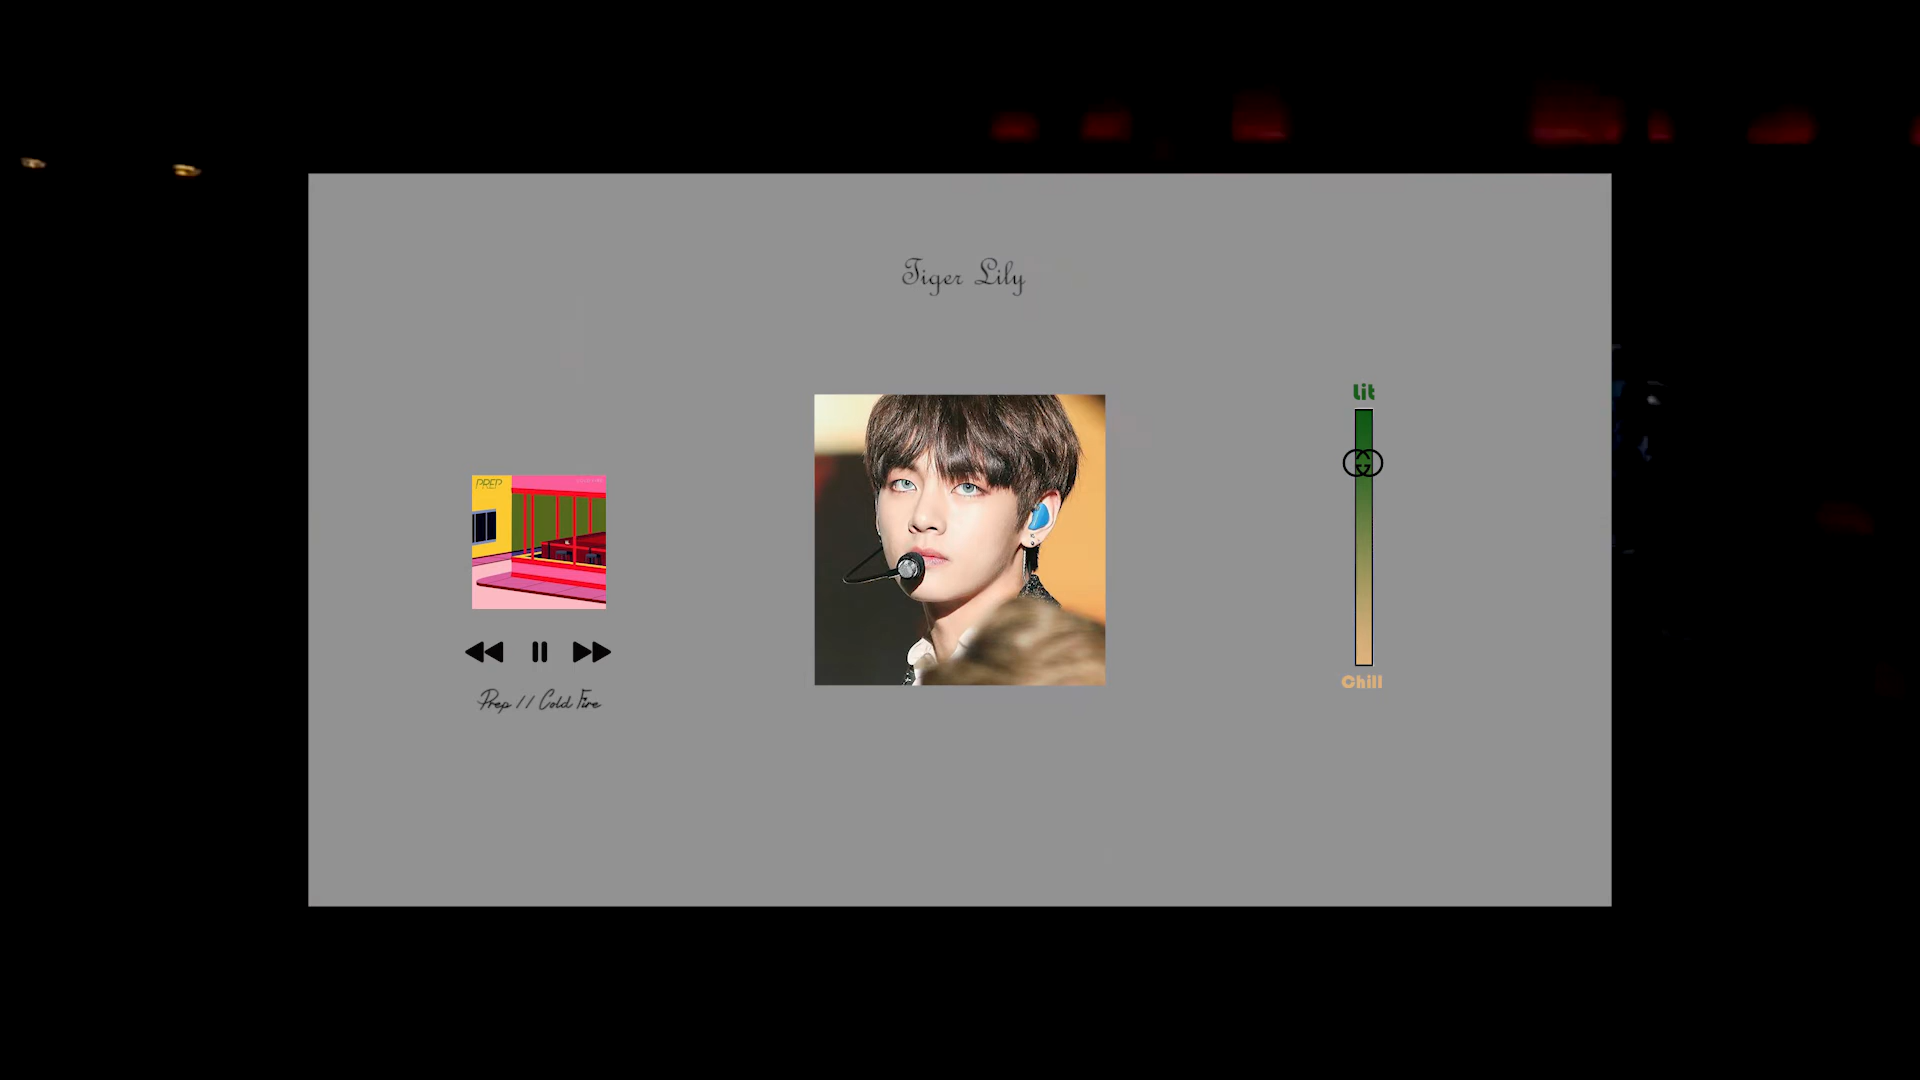 Tiger Lily
Lit
PREP
Prep // Cold Fire
Chill